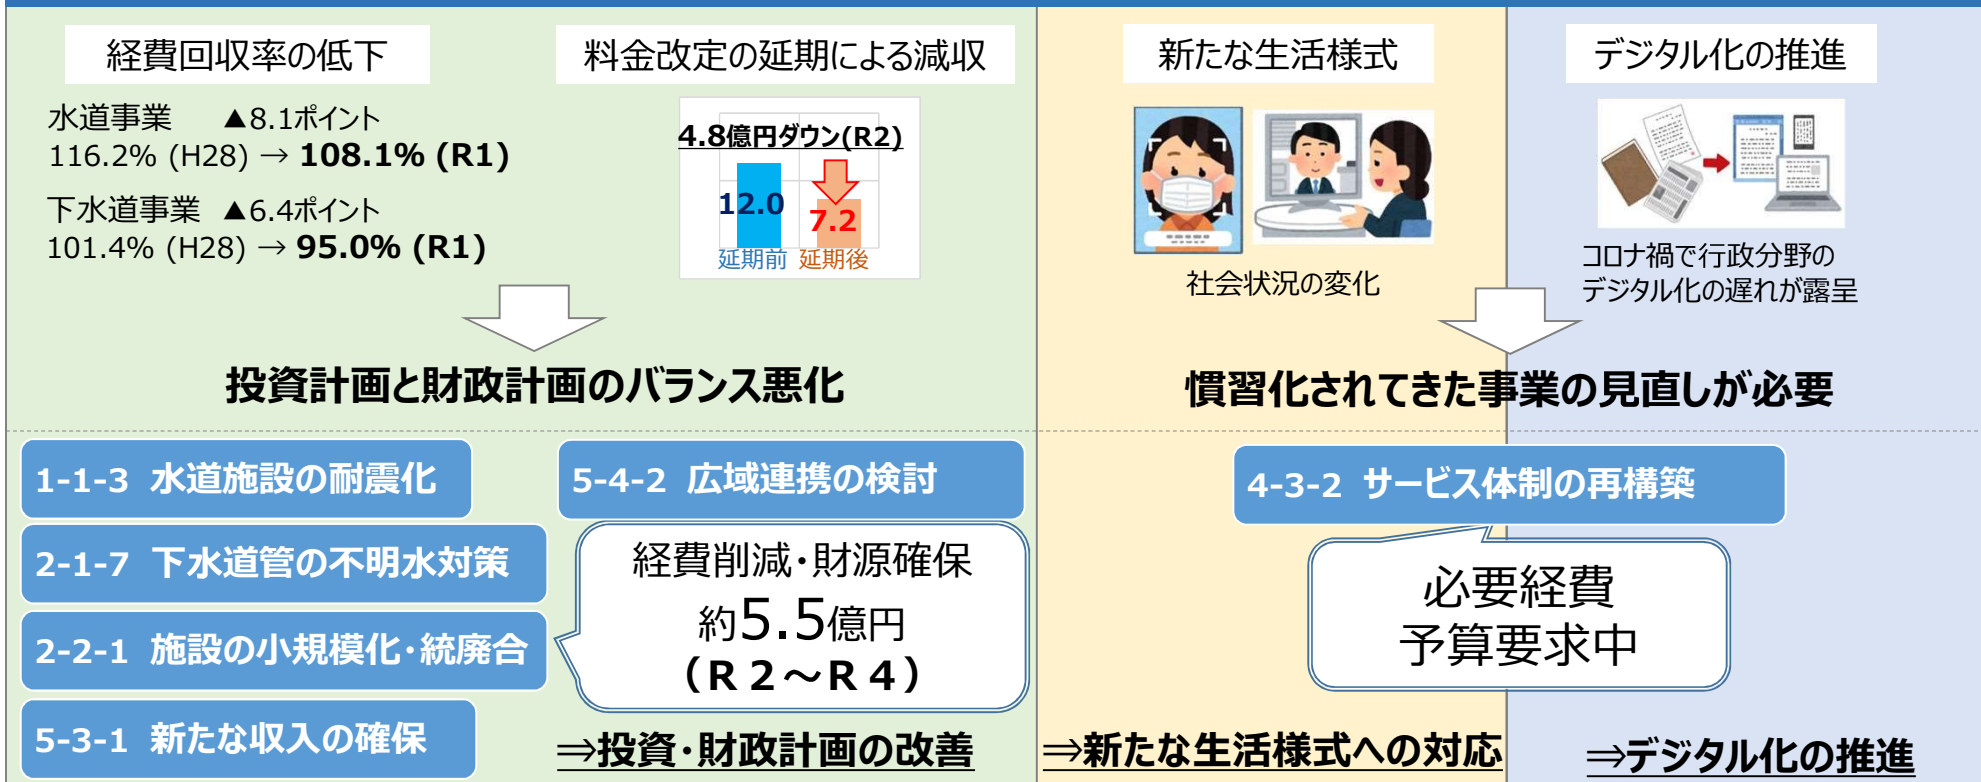 経費回収率の低下
水道事業 ▲8.1ポイント
116.2% (H28) → 108.1% (R1)
下水道事業 ▲6.4ポイント
101.4% (H28) → 95.0% (R1)
料金改定の延期による減収
4.8億円ダウン(R2)
12.0
7.2
延期前 延期後
投資計画と財政計画のバランス悪化
新たな生活様式
社会状況の変化
デジタル化の推進
コロナ禍で行政分野の
デジタル化の遅れが露呈
慣習化されてきた事業の見直しが必要
1-1-3 水道施設の耐震化
2-1-7 下水道管の不明水対策
2-2-1 施設の小規模化・統廃合
5-3-1 新たな収入の確保
5-4-2 広域連携の検討
経費削減・財源確保
約5.5億円
(R２～R４)
⇒投資・財政計画の改善
4-3-2 サービス体制の再構築
必要経費
予算要求中
⇒新たな生活様式への対応
⇒デジタル化の推進